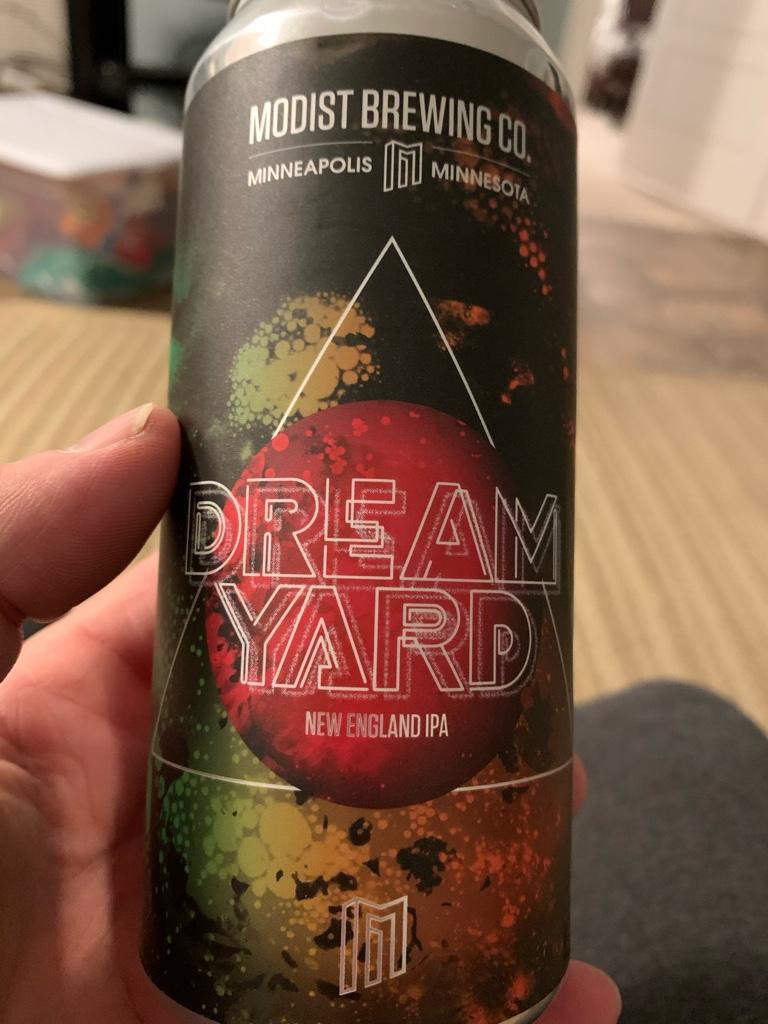 MODIST BREWING CO.
MINNEAPOLIS M MINNESOTA
DREAM
YARD
NEW ENGLAND IPA
M